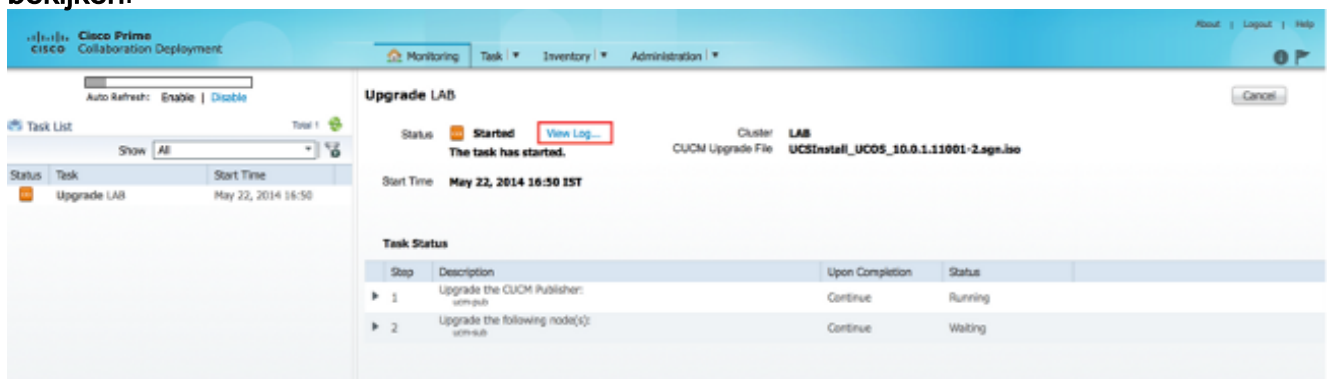 bekijken.
About | Logout | Help
Cisco Prime
CISCO Collaboration Deployment
Monitoring Task Inventory Administration
Auto Refresh: Enable | Disable
Task List Total 1
Show All
Status Task Start Time
Upgrade LAB May 22, 2014 16:50
Upgrade LAB Cancel
Status Started View Log... Cluster LAB
The task has started. CUCM Upgrade File UCSInstall_UCOS_10.0.1.11001-2.sgn.iso
Start Time May 22, 2014 16:50 IST
Task Status
Step Description Upon Completion Status
1 Upgrade the CUCM Publisher: Continue Running
ucm-pub
2 Upgrade the following node(s): Continue Waiting
ucm-sub